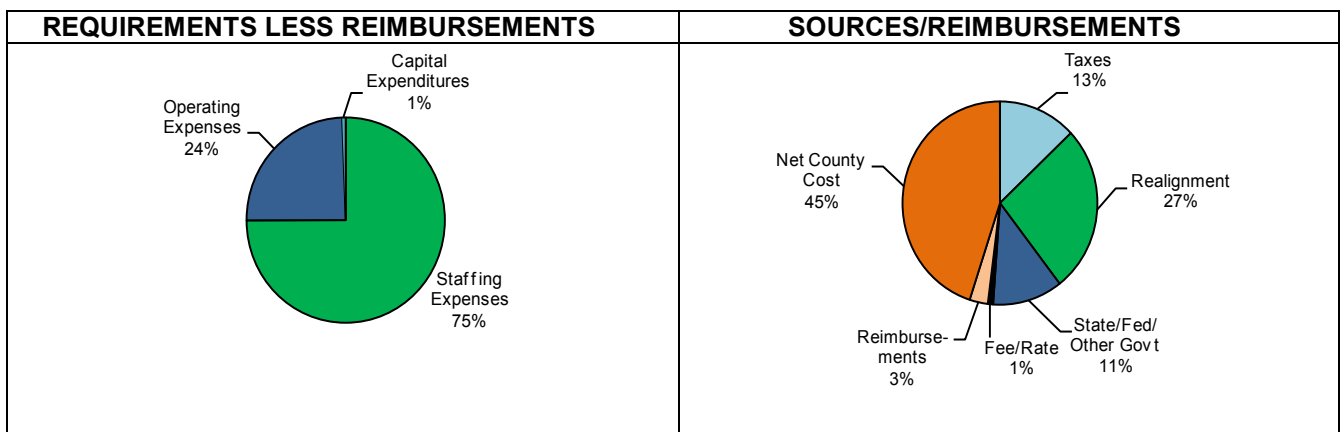 REQUIREMENTS LESS REIMBURSEMENTS
Capital
Expenditures
1%
Operating
Expenses
24%
Staffing
Expenses
75%
SOURCES/REIMBURSEMENTS
Taxes
13%
Net County
Cost
45%
Realignment
27%
Reimburse-
ments
3%
Fee/Rate
1%
State/Fed/
Other Gov't
11%